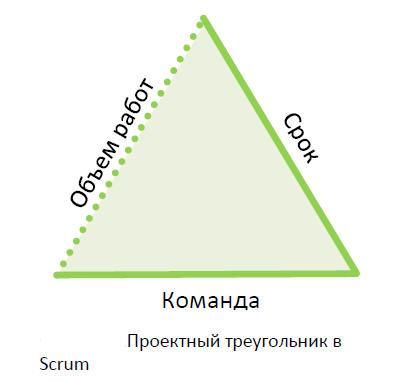 Объем работ
Срок
Команда
Проектный треугольник в
Scrum